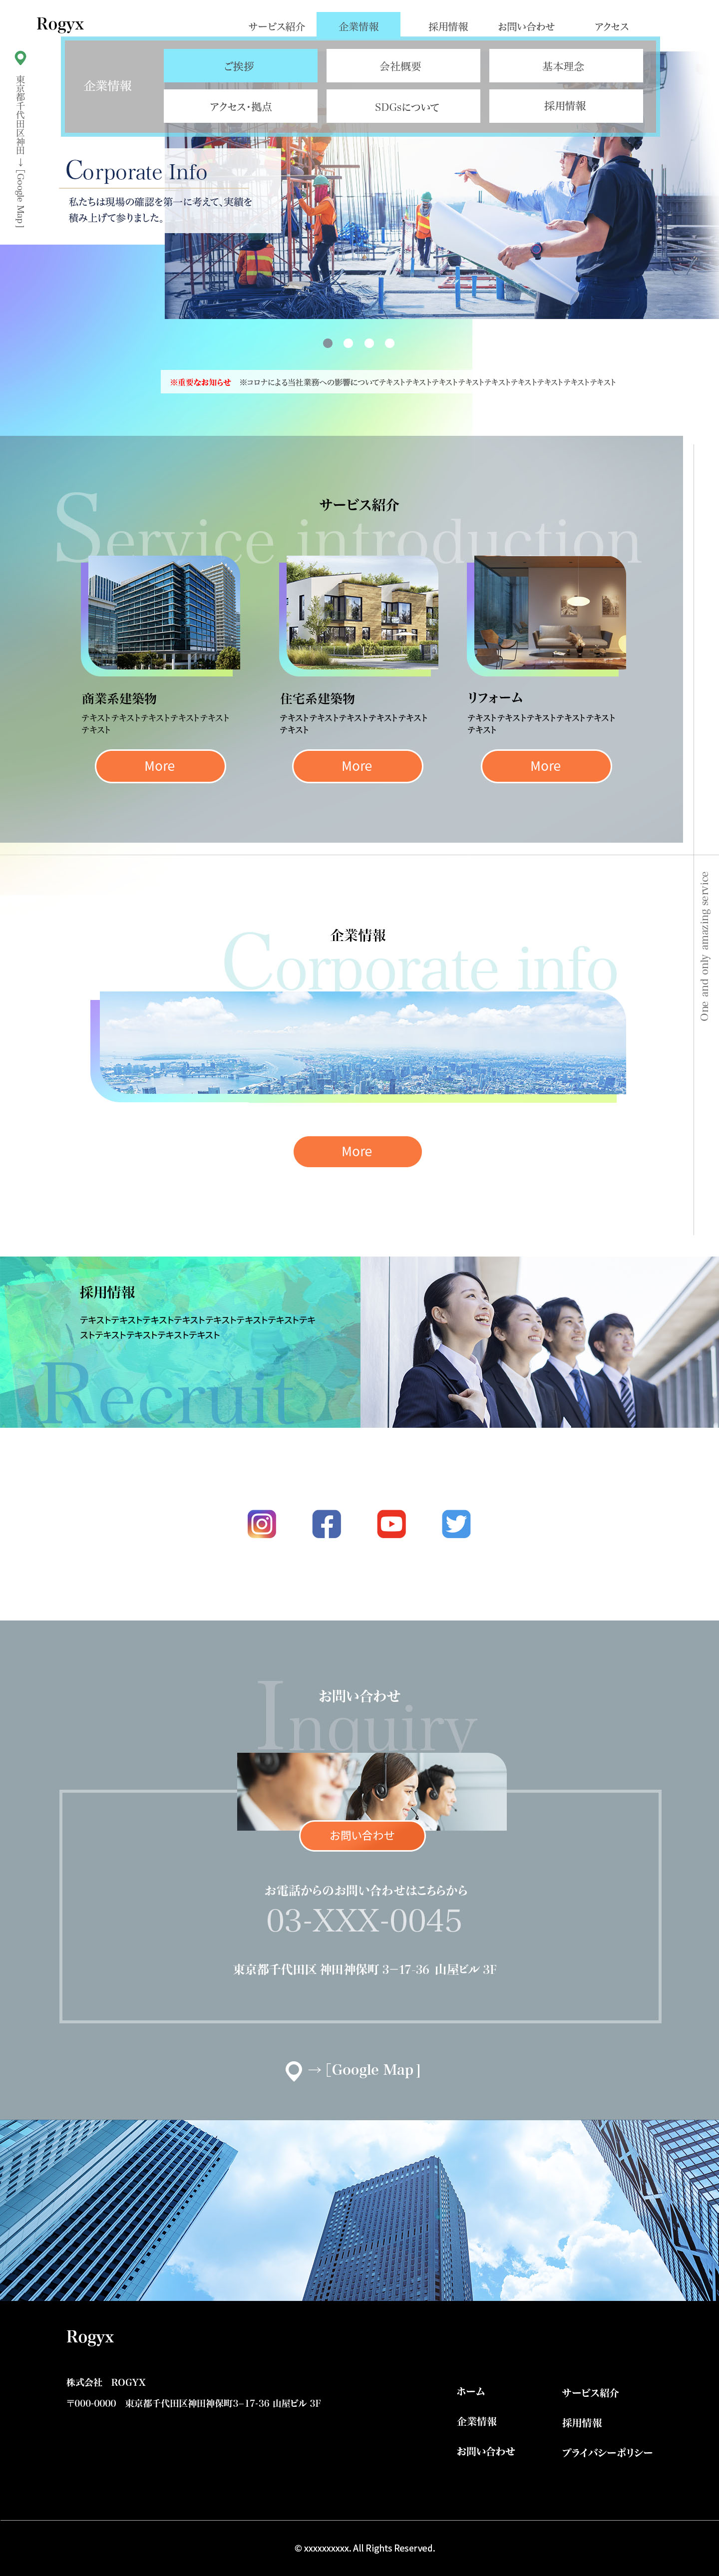 Rogyx
サービス紹介
企業情報
採用情報
お問い合わせ
アクセス
東京都千代田区神田 → [Google Map]
企業情報
ご挨拶
会社概要
基本理念
アクセス・拠点
SDGsについて
採用情報
Corporate Info
私たちは現場の確認を第一に考えて、実績を
積み上げて参りました。
※重要なお知らせ ※コロナによる当社業務への影響についてテキストテキストテキストテキストテキストテキストテキストテキストテキスト
サービス紹介
Service introduction
商業系建築物
テキストテキストテキストテキストテキスト
テキスト
More
住宅系建築物
テキストテキストテキストテキストテキスト
テキスト
More
リフォーム
テキストテキストテキストテキストテキスト
テキスト
More
One and only amazing service
企業情報
Corporate info
More
採用情報
テキストテキストテキストテキストテキストテキストテキストテキ
ストテキストテキストテキストテキスト
Recruit
お問い合わせ
Inquiry
お問い合わせ
お電話からのお問い合わせはこちらから
03-XXX-0045
東京都千代田区 神田神保町 3−17-36 山屋ビル 3F
→ [Google Map]
Rogyx
株式会社 ROGYX
〒000-0000 東京都千代田区神田神保町3−17-36 山屋ビル 3F
ホーム
サービス紹介
企業情報
採用情報
お問い合わせ
プライバシーポリシー
© xxxxxxxxxx. All Rights Reserved.